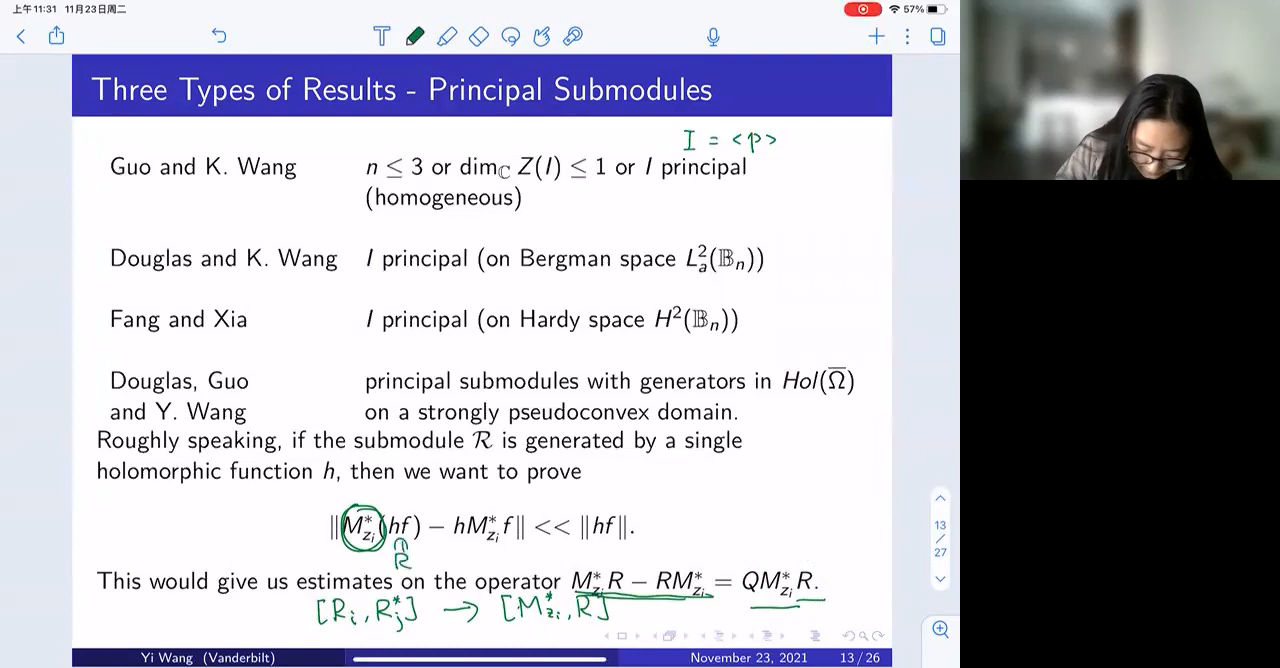 上午11:31 11月23日周二
57%
Three Types of Results - Principal Submodules
I = <p>
Guo and K. Wang n ≤ 3 or dim_ℂ Z(I) ≤ 1 or I principal
(homogeneous)
Douglas and K. Wang I principal (on Bergman space L²ₐ(𝔹ₙ))
Fang and Xia I principal (on Hardy space H²(𝔹ₙ))
Douglas, Guo principal submodules with generators in Hol(Ω̅)
and Y. Wang on a strongly pseudoconvex domain.
Roughly speaking, if the submodule ℛ is generated by a single
holomorphic function h, then we want to prove
‖M*_{z_i}(hf) − hM*_{z_i}f‖ << ‖hf‖.
R
This would give us estimates on the operator M*_{z_i}R − RM*_{z_i} = QM*_{z_i}R.
[R_i, R_j^*] → [M*_{z_i}, R]
13
/
27
Yi Wang (Vanderbilt) November 23, 2021 13 / 26